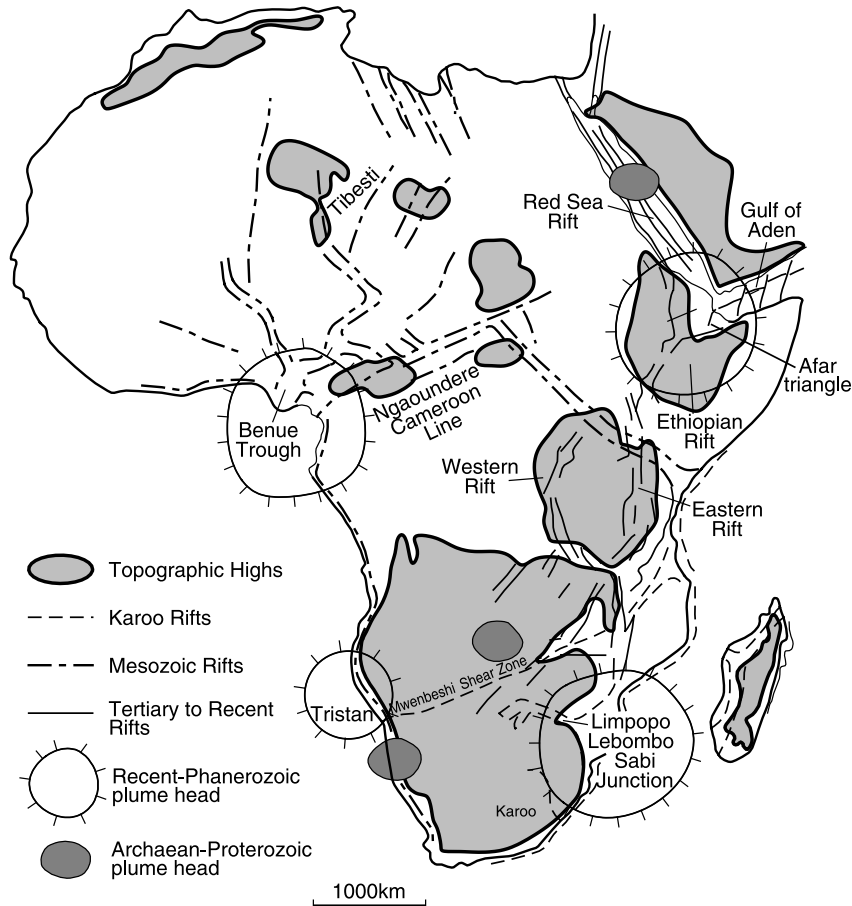 Tibesti
Red Sea
Rift
Gulf of
Aden
Afar
triangle
Ethiopian
Rift
Ngaoundere
Cameroon
Line
Benue
Trough
Western
Rift
Eastern
Rift
Mwenbeshi Shear Zone
Tristan
Limpopo
Lebombo
Sabi
Junction
Karoo
Topographic Highs
Karoo Rifts
Mesozoic Rifts
Tertiary to Recent
Rifts
Recent-Phanerozoic
plume head
Archaean-Proterozoic
plume head
1000km